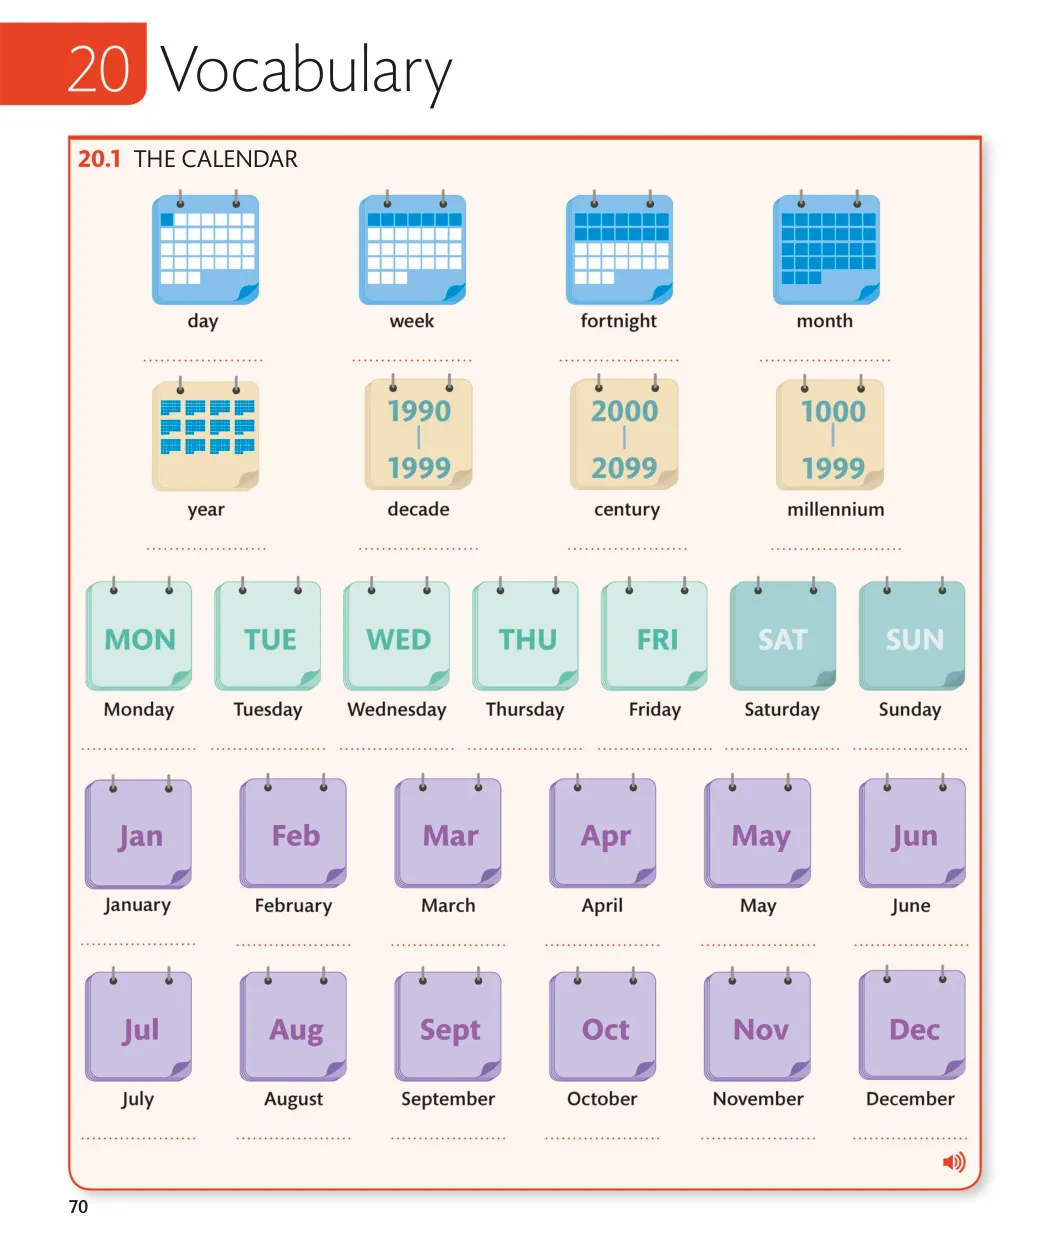 20 Vocabulary
20.1 THE CALENDAR
day week fortnight month
1990 2000 1000
1999 2099 1999
year decade century millennium
MON TUE WED THU FRI SAT SUN
Monday Tuesday Wednesday Thursday Friday Saturday Sunday
Jan Feb Mar Apr May Jun
January February March April May June
Jul Aug Sept Oct Nov Dec
July August September October November December
70